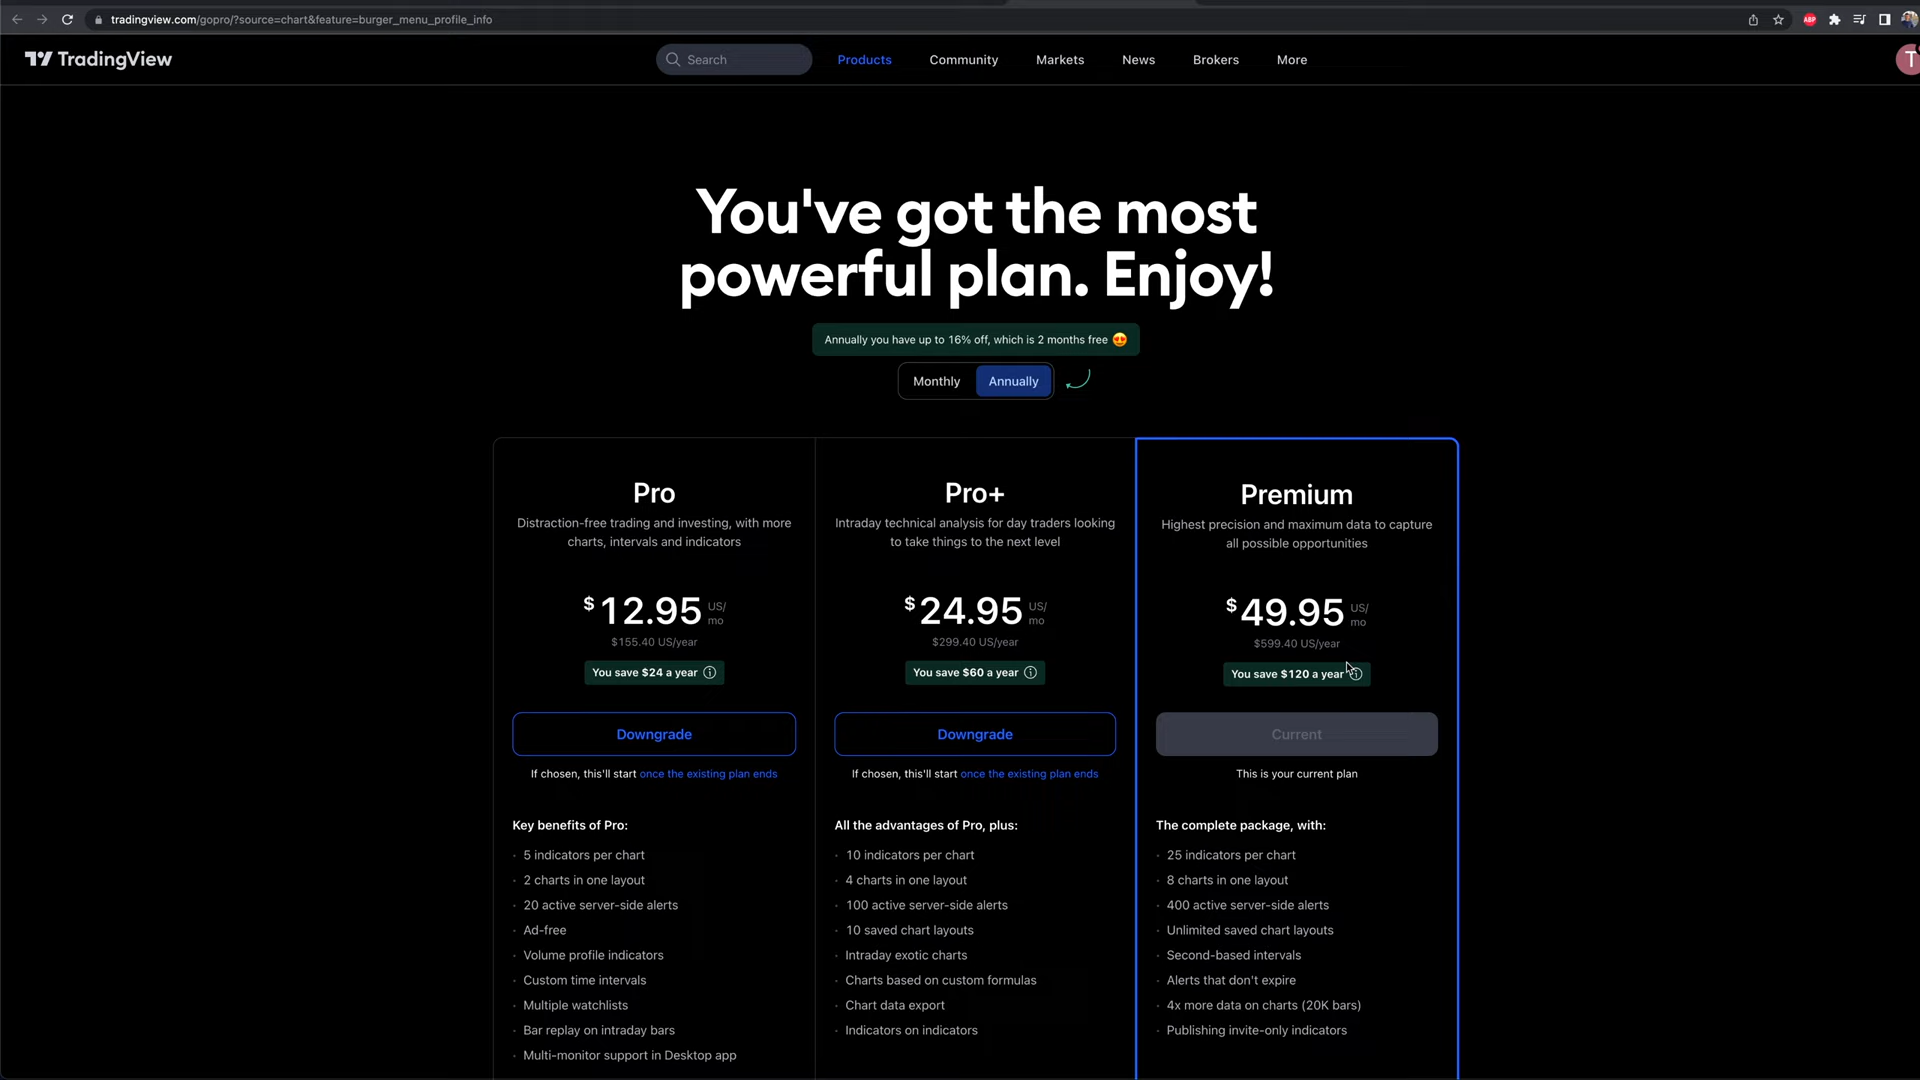 tradingview.com/gopro/?source=chart&feature=burger_menu_profile_info
ABP
TradingView
Search
Products
Community
Markets
News
Brokers
More
T
You've got the most
powerful plan. Enjoy!
Annually you have up to 16% off, which is 2 months free 😍
Monthly
Annually
Pro
Distraction-free trading and investing, with more
charts, intervals and indicators
$12.95 US/mo
$155.40 US/year
You save $24 a year
Downgrade
If chosen, this'll start once the existing plan ends
Key benefits of Pro:
· 5 indicators per chart
· 2 charts in one layout
· 20 active server-side alerts
· Ad-free
· Volume profile indicators
· Custom time intervals
· Multiple watchlists
· Bar replay on intraday bars
· Multi-monitor support in Desktop app
Pro+
Intraday technical analysis for day traders looking
to take things to the next level
$24.95 US/mo
$299.40 US/year
You save $60 a year
Downgrade
If chosen, this'll start once the existing plan ends
All the advantages of Pro, plus:
· 10 indicators per chart
· 4 charts in one layout
· 100 active server-side alerts
· 10 saved chart layouts
· Intraday exotic charts
· Charts based on custom formulas
· Chart data export
· Indicators on indicators
Premium
Highest precision and maximum data to capture
all possible opportunities
$49.95 US/mo
$599.40 US/year
You save $120 a year
Current
This is your current plan
The complete package, with:
· 25 indicators per chart
· 8 charts in one layout
· 400 active server-side alerts
· Unlimited saved chart layouts
· Second-based intervals
· Alerts that don't expire
· 4x more data on charts (20K bars)
· Publishing invite-only indicators